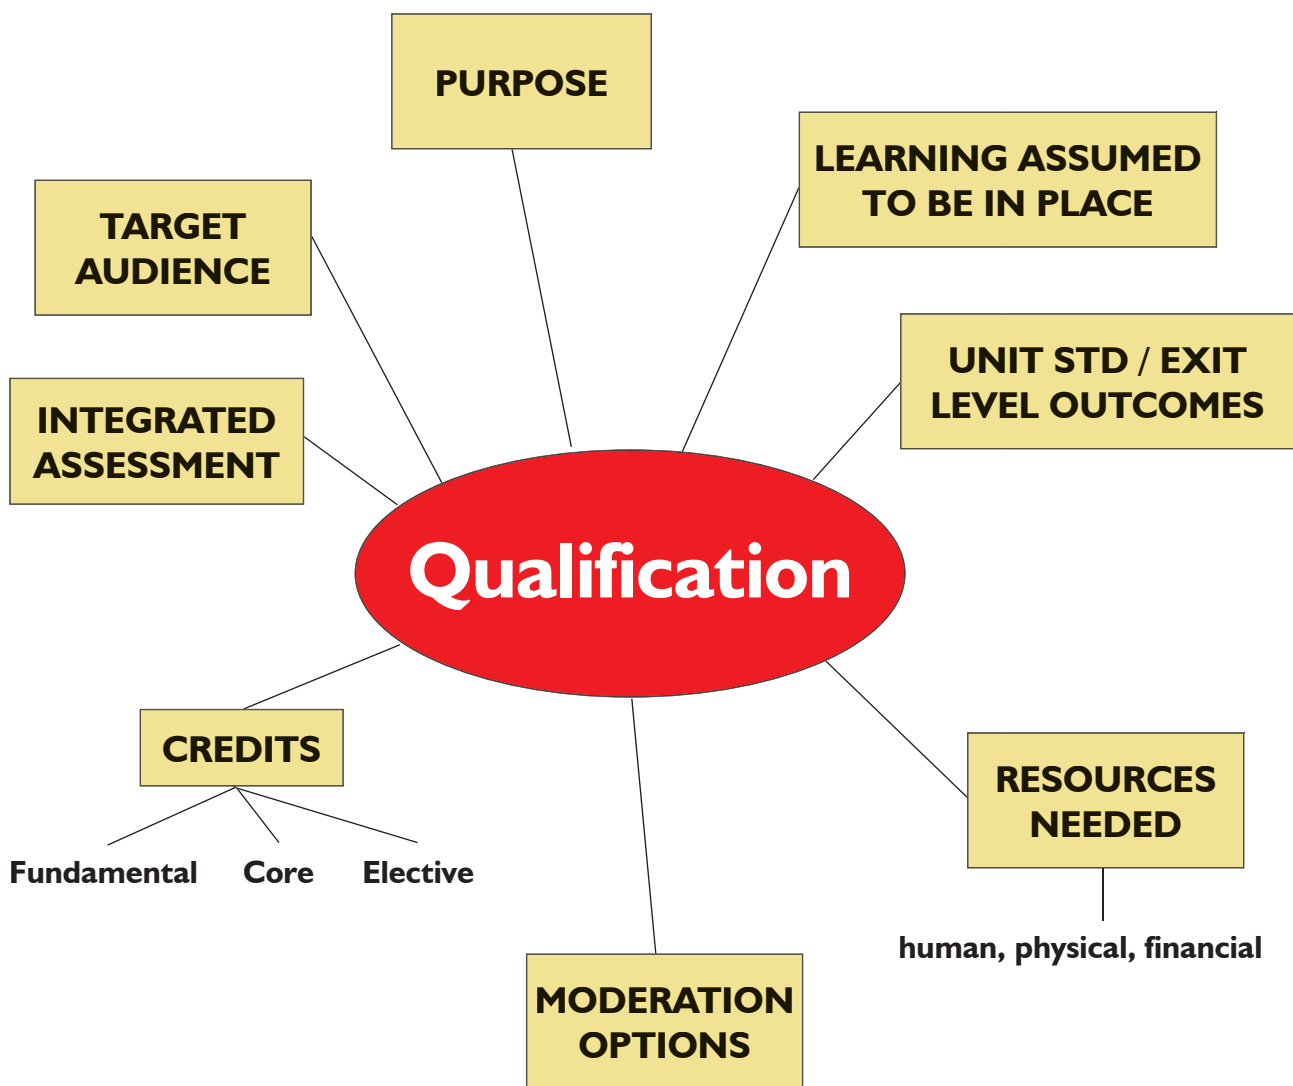 PURPOSE
LEARNING ASSUMED
TO BE IN PLACE
TARGET
AUDIENCE
UNIT STD / EXIT
LEVEL OUTCOMES
INTEGRATED
ASSESSMENT
Qualification
CREDITS
Fundamental Core Elective
RESOURCES
NEEDED
human, physical, financial
MODERATION
OPTIONS